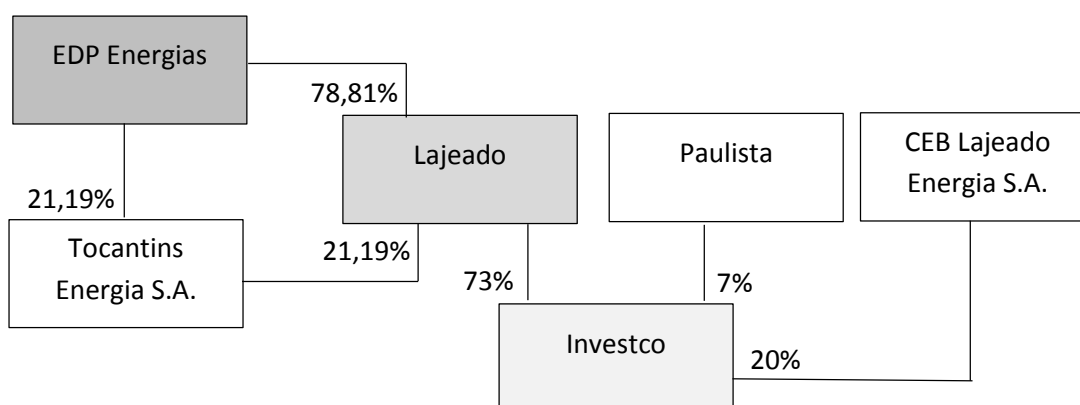 EDP Energias
78,81%
Lajeado
Paulista
CEB Lajeado
Energia S.A.
21,19%
Tocantins
Energia S.A.
21,19%
73%
7%
Investco
20%